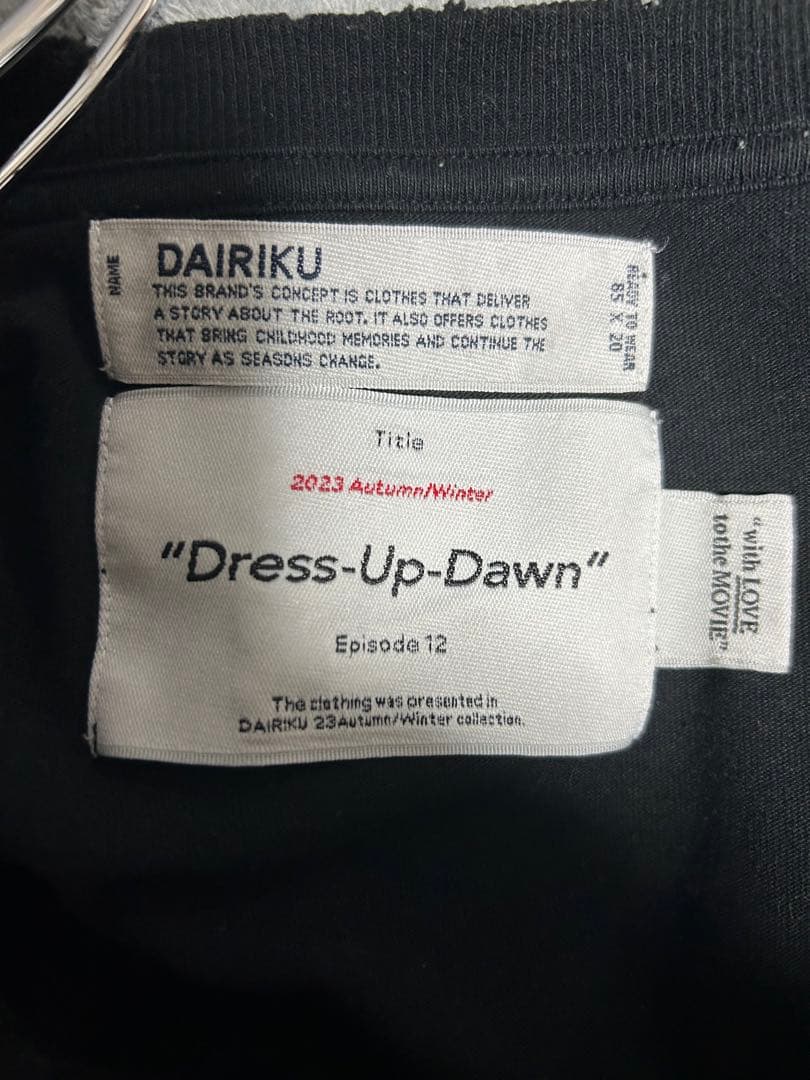 NAME
DAIRIKU
THIS BRAND'S CONCEPT IS CLOTHES THAT DELIVER
A STORY ABOUT THE ROOT. IT ALSO OFFERS CLOTHES
THAT BRING CHILDHOOD MEMORIES AND CONTINUE THE
STORY AS SEASONS CHANGE.
READY TO WEAR
85 X 20
Title
2023 Autumn/Winter
"Dress-Up-Dawn"
Episode 12
The clothing was presented in
DAIRIKU 23Autumn/Winter collection.
"with LOVE
tothe MOVIE"